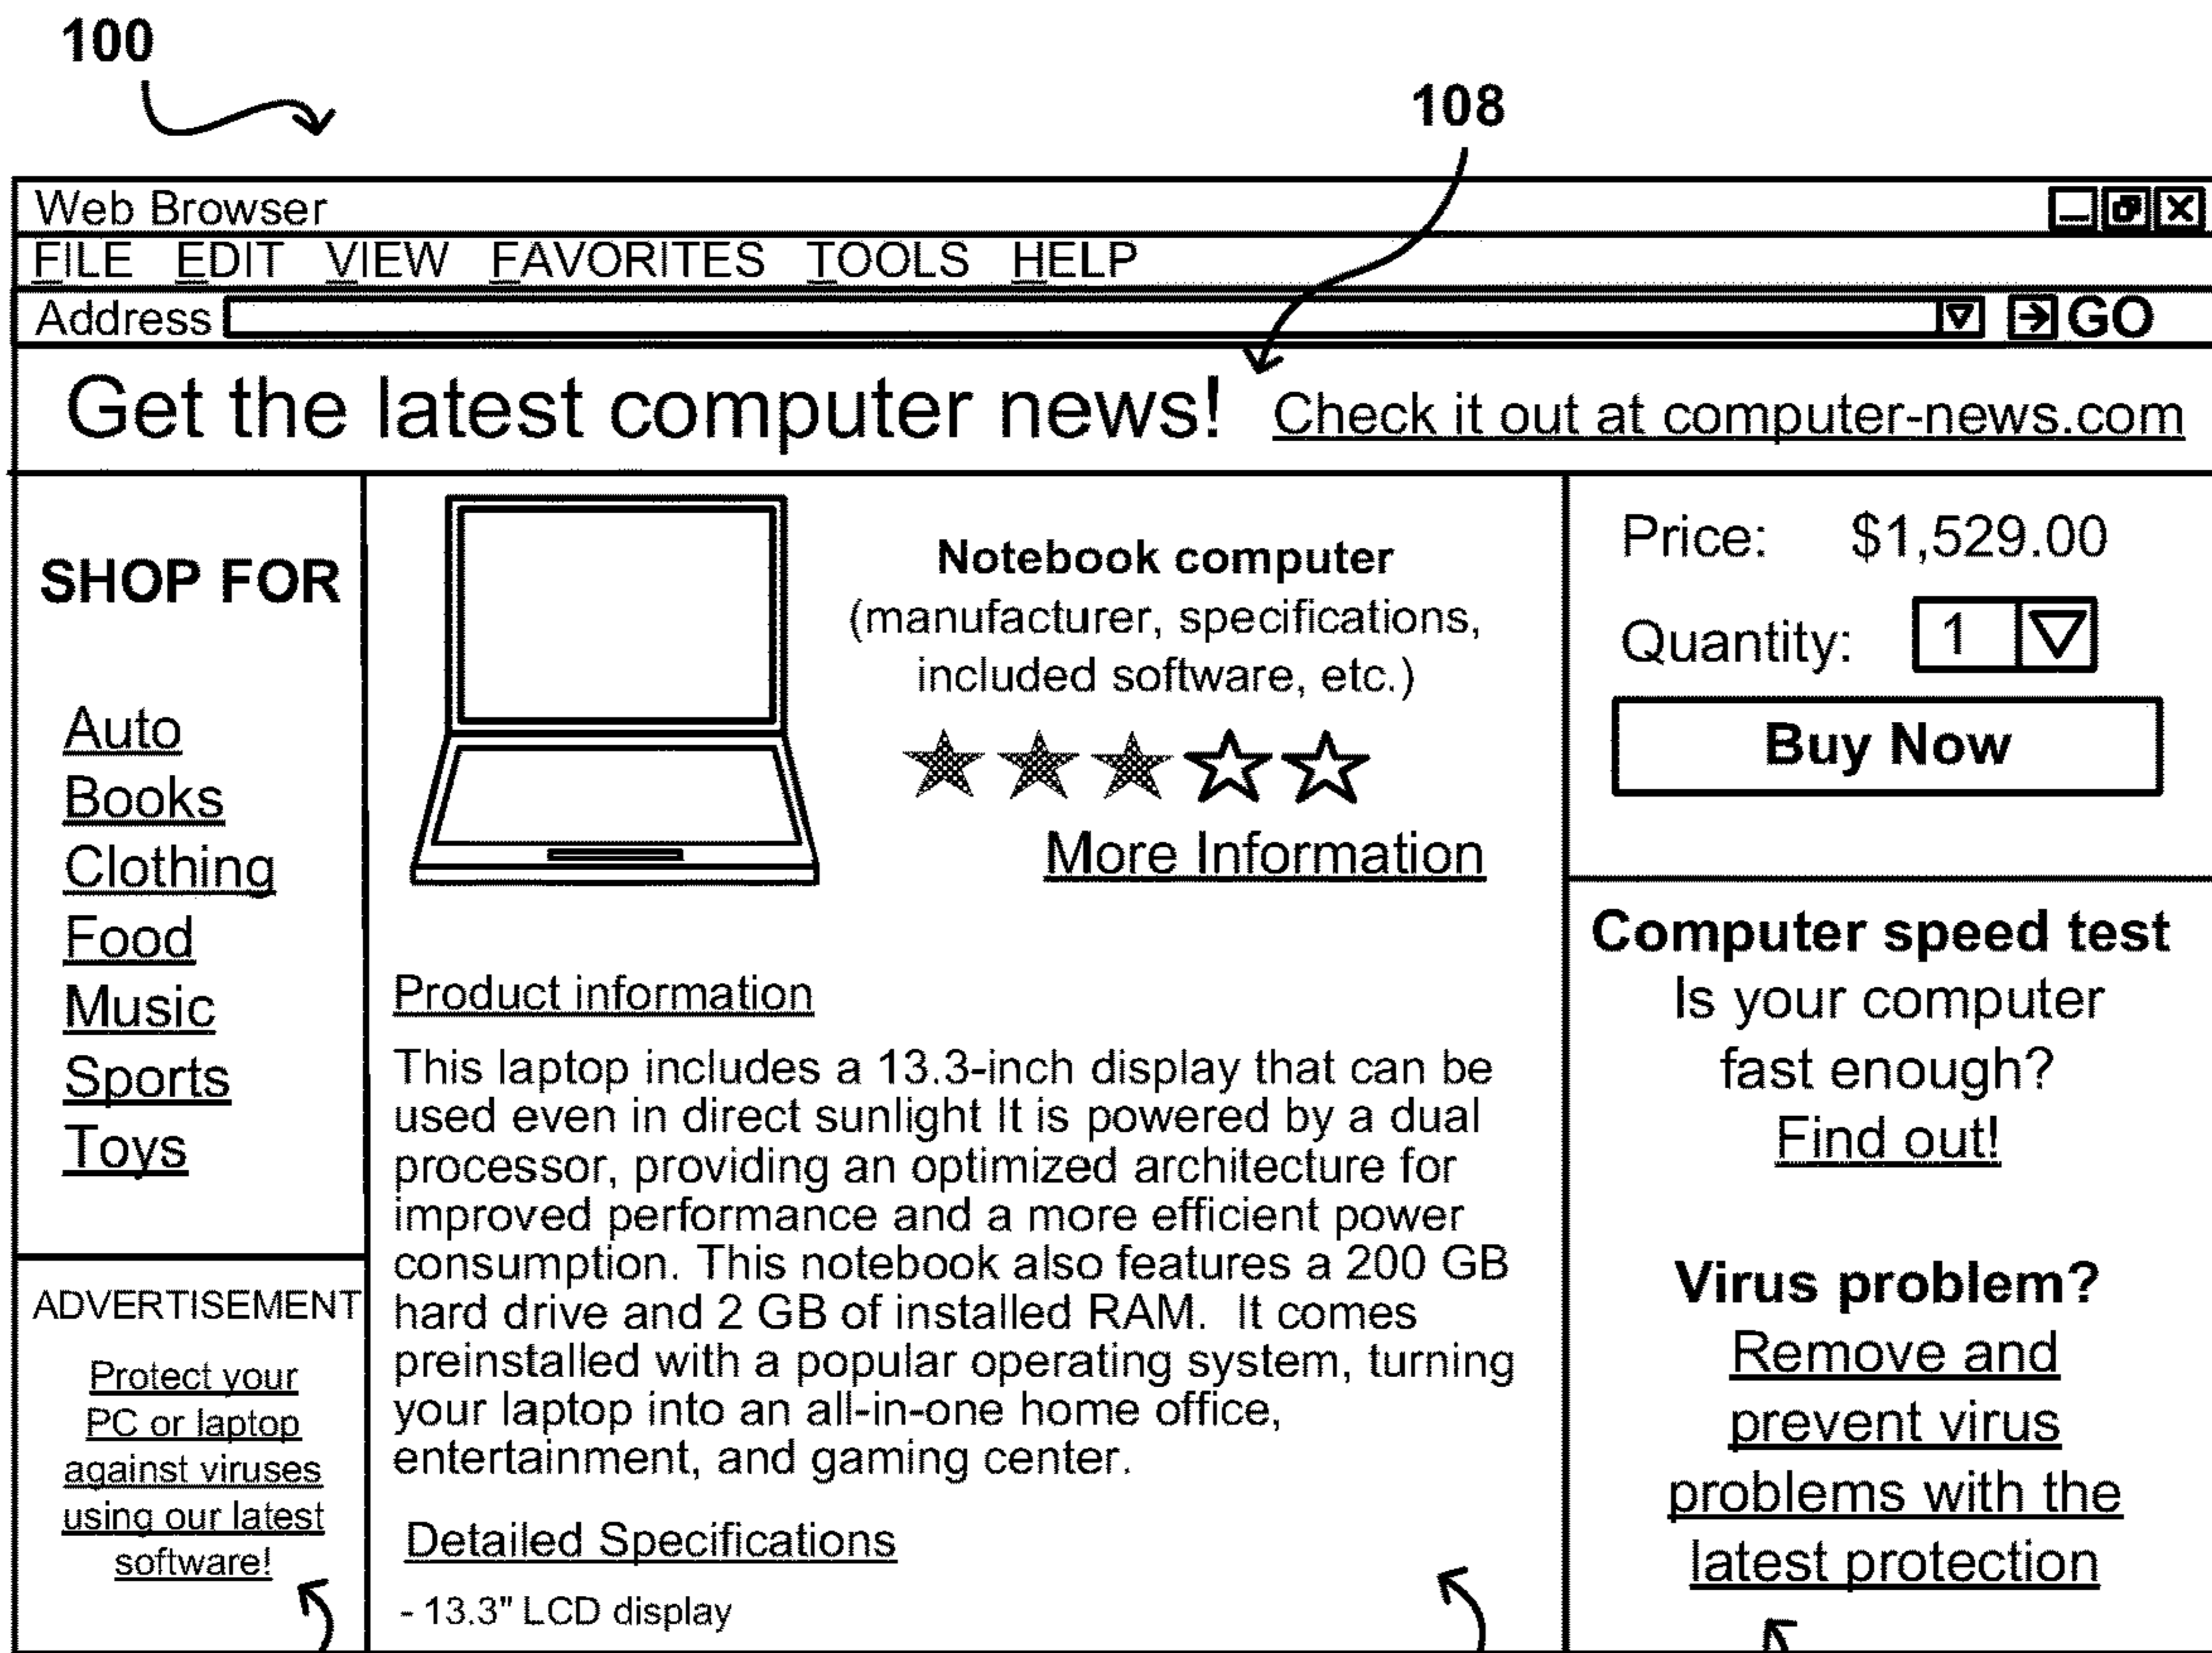 100
108
Web Browser
FILE EDIT VIEW FAVORITES TOOLS HELP
Address GO
Get the latest computer news! Check it out at computer-news.com
SHOP FOR
Auto
Books
Clothing
Food
Music
Sports
Toys
ADVERTISEMENT
Protect your
PC or laptop
against viruses
using our latest
software!
Notebook computer
(manufacturer, specifications,
included software, etc.)
More Information
Product information
This laptop includes a 13.3-inch display that can be
used even in direct sunlight It is powered by a dual
processor, providing an optimized architecture for
improved performance and a more efficient power
consumption. This notebook also features a 200 GB
hard drive and 2 GB of installed RAM. It comes
preinstalled with a popular operating system, turning
your laptop into an all-in-one home office,
entertainment, and gaming center.
Detailed Specifications
- 13.3" LCD display
Price: $1,529.00
Quantity: 1
Buy Now
Computer speed test
Is your computer
fast enough?
Find out!
Virus problem?
Remove and
prevent virus
problems with the
latest protection